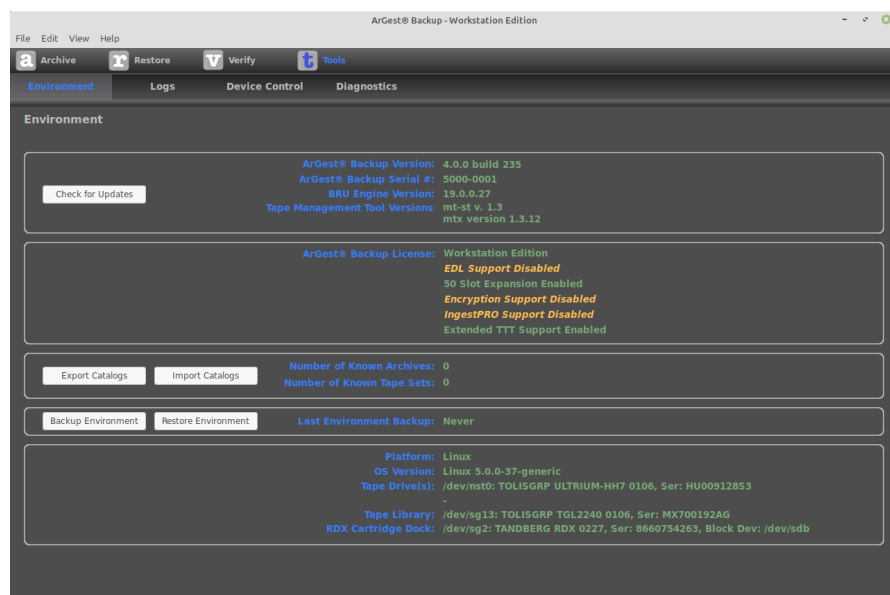 ArGest® Backup - Workstation Edition
File Edit View Help
a Archive r Restore v Verify t Tools
Environment Logs Device Control Diagnostics
Environment
Check for Updates
ArGest® Backup Version: 4.0.0 build 235
ArGest® Backup Serial #: 5000-0001
BRU Engine Version: 19.0.0.27
Tape Management Tool Versions: mt-st v. 1.3
mtx version 1.3.12
ArGest® Backup License: Workstation Edition
EDL Support Disabled
50 Slot Expansion Enabled
Encryption Support Disabled
IngestPRO Support Disabled
Extended TTT Support Enabled
Export Catalogs Import Catalogs
Number of Known Archives: 0
Number of Known Tape Sets: 0
Backup Environment Restore Environment Last Environment Backup: Never
Platform: Linux
OS Version: Linux 5.0.0-37-generic
Tape Drive(s): /dev/nst0: TOLISGRP ULTRIUM-HH7 0106, Ser: HU009128S3
-
Tape Library: /dev/sg13: TOLISGRP TGL2240 0106, Ser: MX700192AG
RDX Cartridge Dock: /dev/sg2: TANDBERG RDX 0227, Ser: 8660754263, Block Dev: /dev/sdb